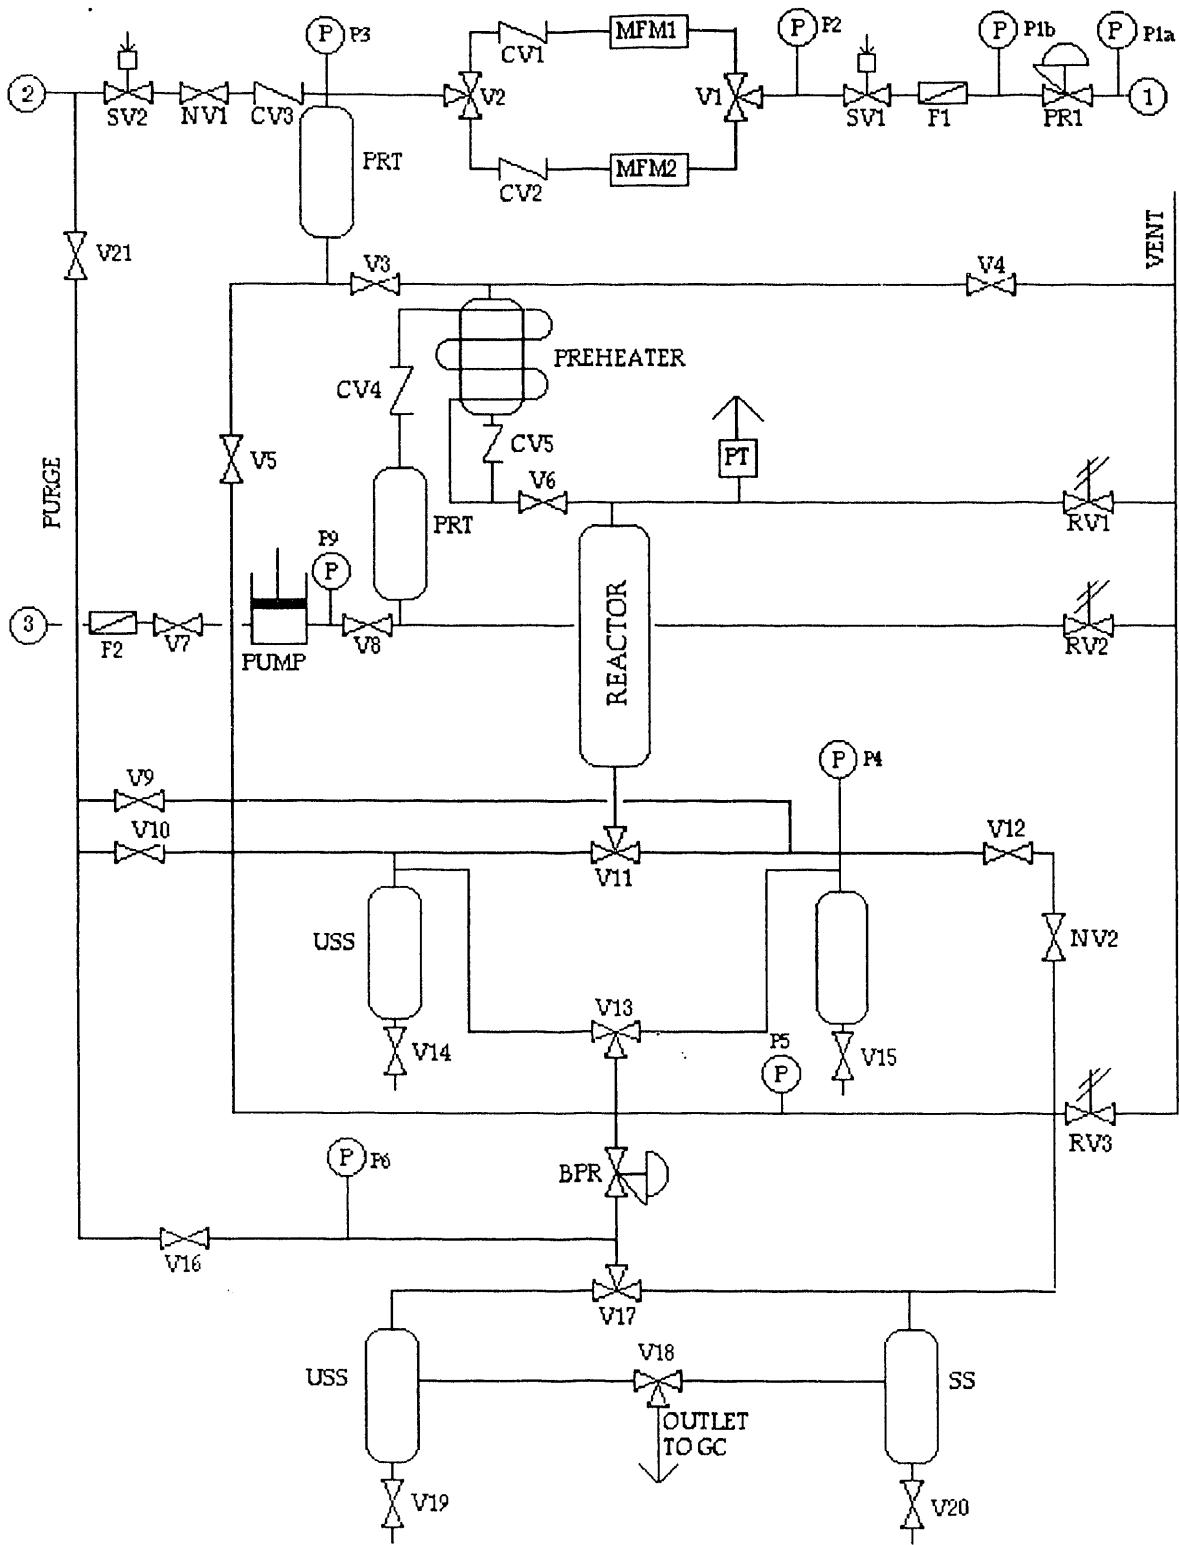 P P3
CV1
MFM1
P P2
P P1b
P P1a
2
SV2
NV1
CV3
V2
V1
SV1
F1
PR1
1
PRT
CV2
MFM2
V21
V3
V4
VENT
PREHEATER
CV4
CV5
PT
V5
V6
PURGE
PRT
RV1
P9
P
3
F2
V7
PUMP
V8
REACTOR
RV2
V9
P P4
V10
V11
V12
USS
NV2
V13
V14
P5
P
V15
RV3
P P6
BPR
V16
V17
USS
V18
SS
OUTLET
TO GC
V19
V20